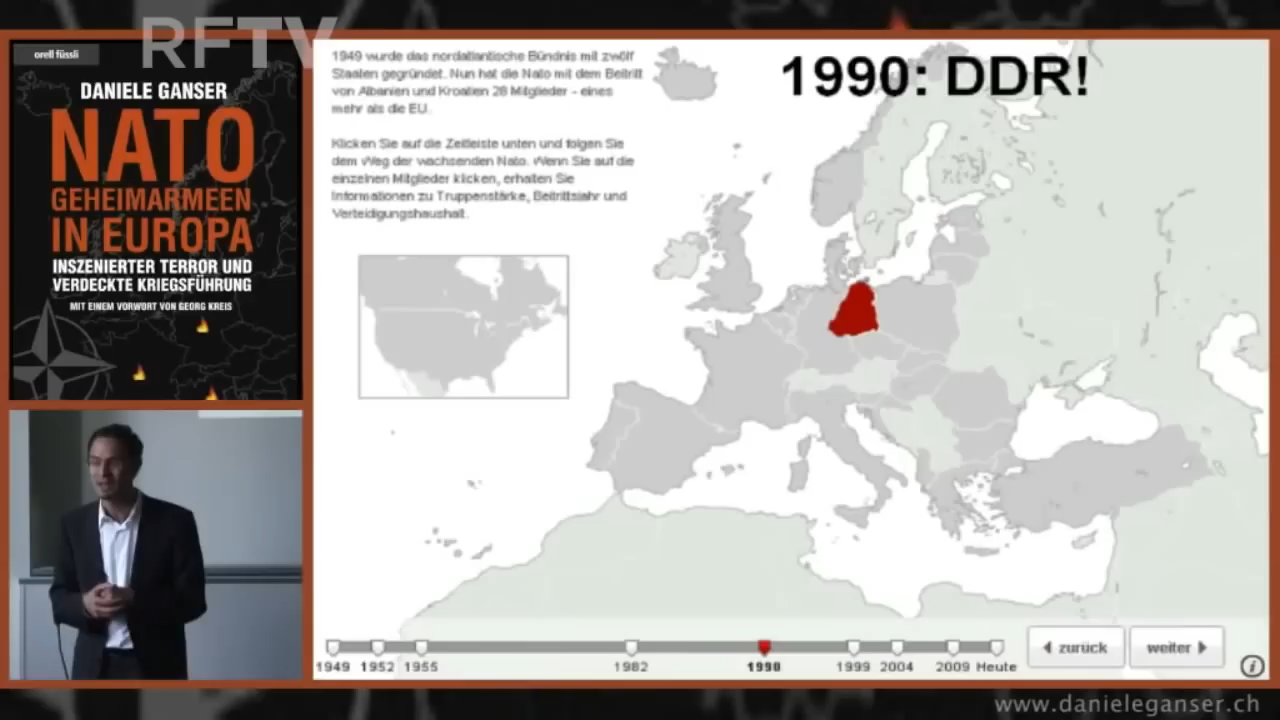 RFTV
orell füssli
DANIELE GANSER
NATO
GEHEIMARMEEN
IN EUROPA
INSZENIERTER TERROR UND
VERDECKTE KRIEGSFÜHRUNG
MIT EINEM VORWORT VON GEORG KREIS
1949 wurde das nordatlantische Bündnis mit zwölf
Staaten gegründet. Nun hat die Nato mit dem Beitritt
von Albanien und Kroatien 28 Mitglieder - eines
mehr als die EU.
Klicken Sie auf die Zeitleiste unten und folgen Sie
dem Weg der wachsenden Nato. Wenn Sie auf die
einzelnen Mitglieder klicken, erhalten Sie
Informationen zu Truppenstärke, Beitrittsjahr und
Verteidigungshaushalt.
1990: DDR!
1949 1952 1955 1982 1990 1999 2004 2009 Heute
zurück
weiter
i
www.danieleganser.ch